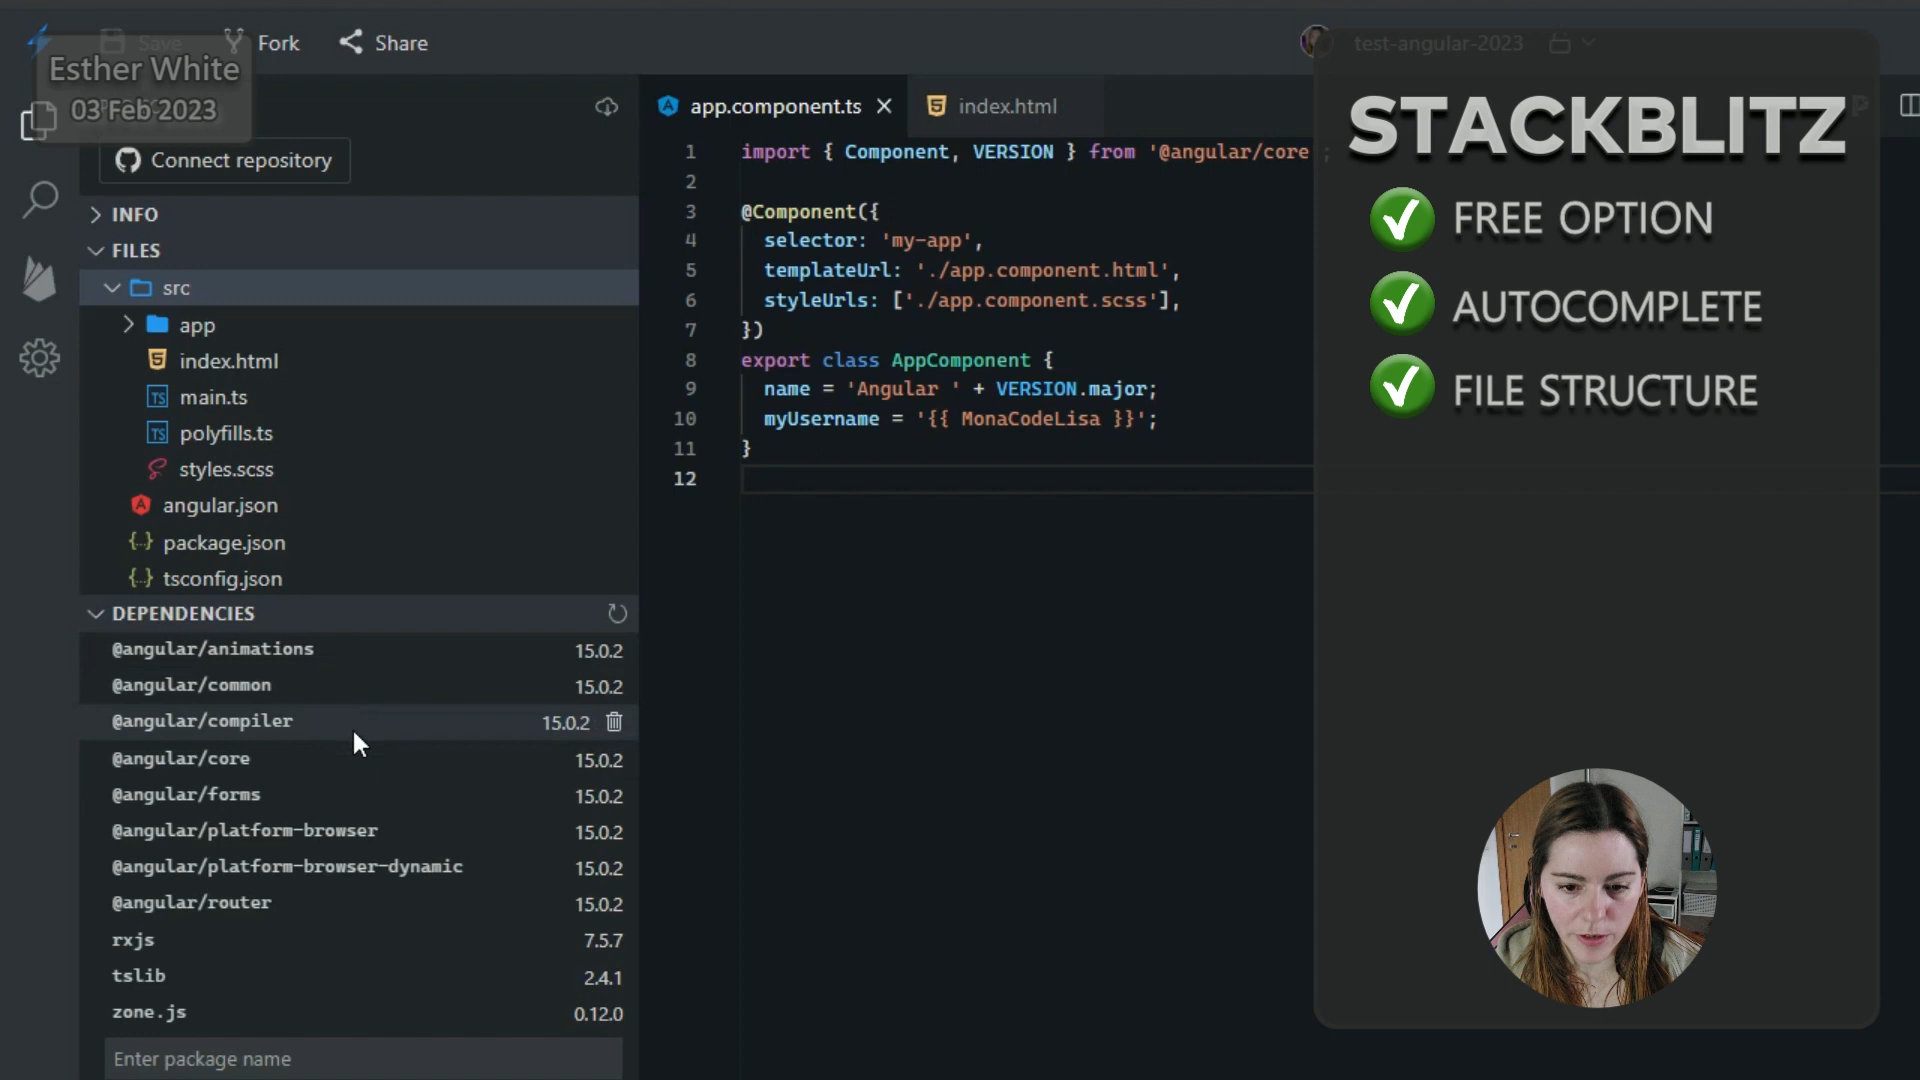 Save
Fork
Share
Esther White
03 Feb 2023
Connect repository
INFO
FILES
src
app
index.html
main.ts
polyfills.ts
styles.scss
angular.json
package.json
tsconfig.json
DEPENDENCIES
@angular/animations 15.0.2
@angular/common 15.0.2
@angular/compiler 15.0.2
@angular/core 15.0.2
@angular/forms 15.0.2
@angular/platform-browser 15.0.2
@angular/platform-browser-dynamic 15.0.2
@angular/router 15.0.2
rxjs 7.5.7
tslib 2.4.1
zone.js 0.12.0
Enter package name
app.component.ts
index.html
1 import { Component, VERSION } from '@angular/core ;
2
3 @Component({
4 selector: 'my-app',
5 templateUrl: './app.component.html',
6 styleUrls: ['./app.component.scss'],
7 })
8 export class AppComponent {
9 name = 'Angular ' + VERSION.major;
10 myUsername = '{{ MonaCodeLisa }}';
11 }
12
test-angular-2023
STACKBLITZ
FREE OPTION
AUTOCOMPLETE
FILE STRUCTURE